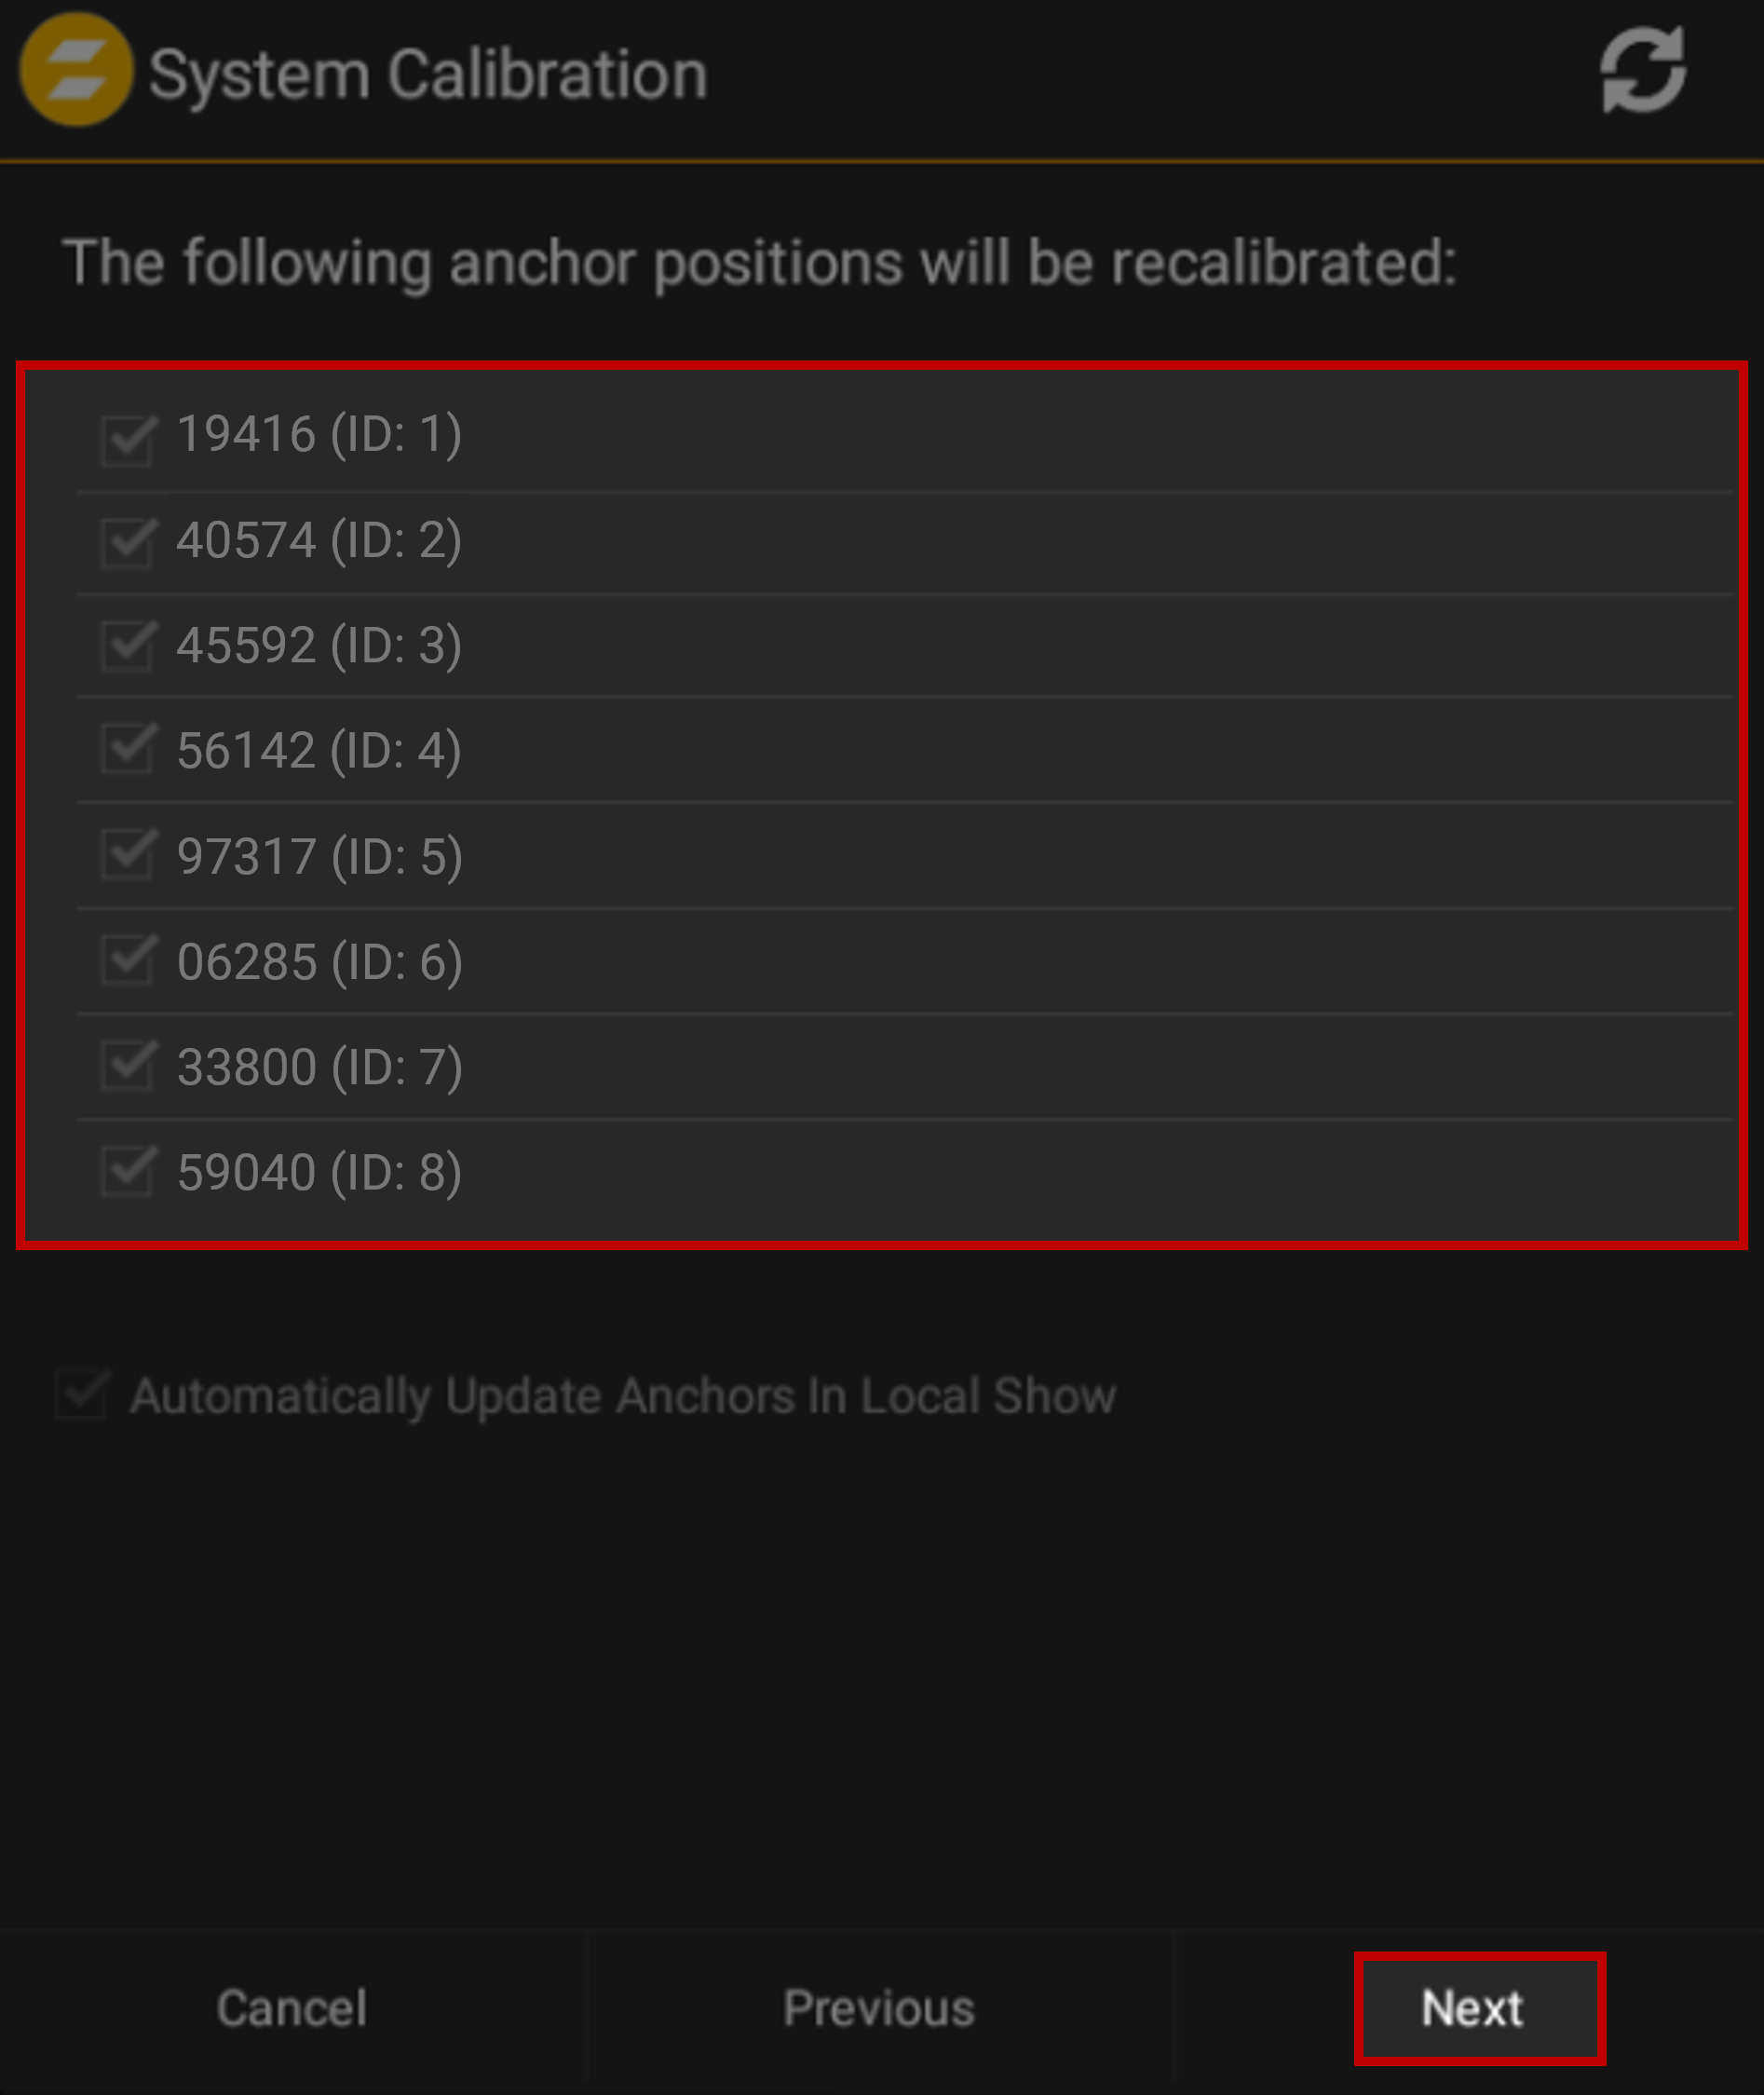 System Calibration
The following anchor positions will be recalibrated:
19416 (ID: 1)
40574 (ID: 2)
45592 (ID: 3)
56142 (ID: 4)
97317 (ID: 5)
06285 (ID: 6)
33800 (ID: 7)
59040 (ID: 8)
Automatically Update Anchors In Local Show
Cancel Previous Next